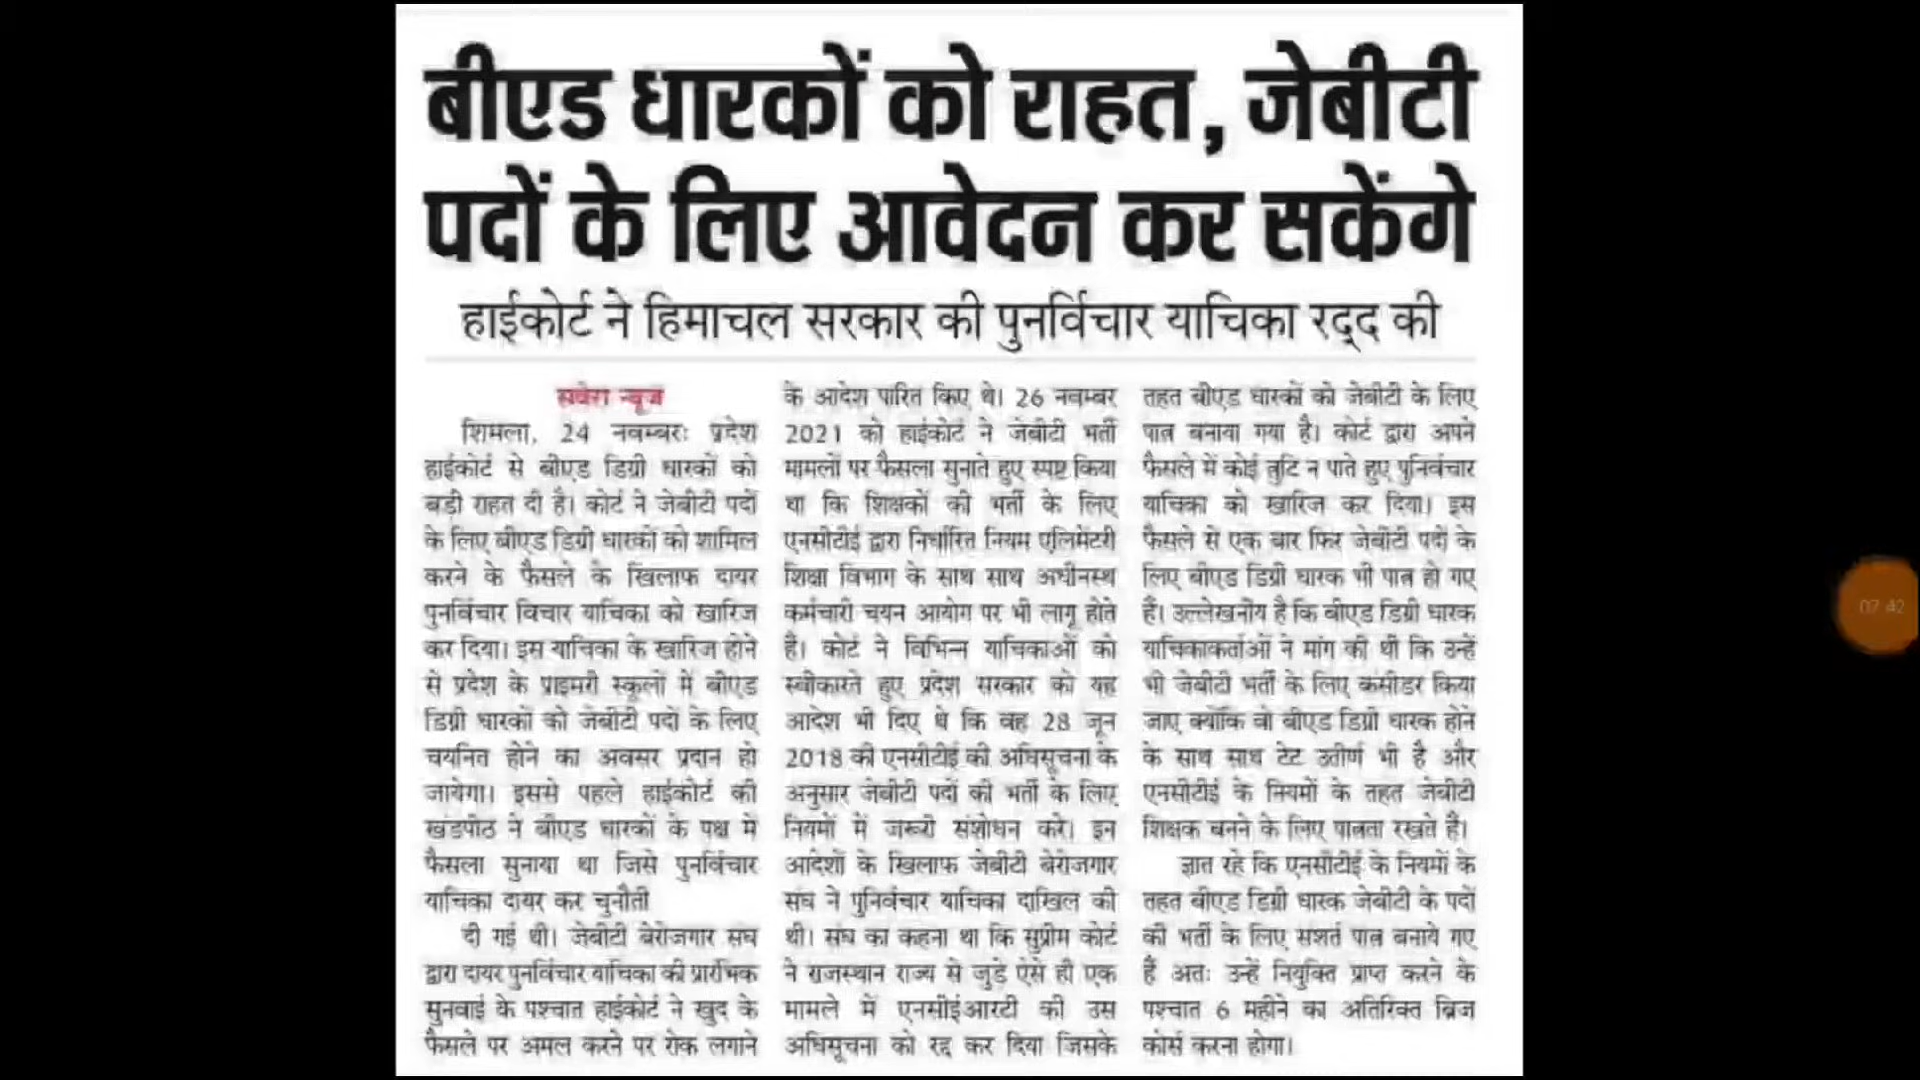 बीएड धारकों को राहत, जेबीटी
पदों के लिए आवेदन कर सकेंगे
हाईकोर्ट ने हिमाचल सरकार की पुनर्विचार याचिका रद्द की
सवेरा न्यूज
शिमला, 24 नवम्बरः प्रदेश
हाईकोर्ट से बीएड डिग्री धारकों को
बड़ी राहत दी है। कोर्ट ने जेबीटी पदों
के लिए बीएड डिग्री धारकों को शामिल
करने के फैसले के खिलाफ दायर
पुनर्विचार विचार याचिका को खारिज
कर दिया। इस याचिका के खारिज होने
से प्रदेश के प्राइमरी स्कूलों में बीएड
डिग्री धारकों को जेबीटी पदों के लिए
चयनित होने का अवसर प्रदान हो
जायेगा। इससे पहले हाईकोर्ट की
खंडपीठ ने बीएड धारकों के पक्ष में
फैसला सुनाया था जिसे पुनर्विचार
याचिका दायर कर चुनौती
दी गई थी। जेबीटी बेरोजगार संघ
द्वारा दायर पुनर्विचार याचिका की प्रारंभिक
सुनवाई के पश्चात हाईकोर्ट ने खुद के
फैसले पर अमल करने पर रोक लगाने
के आदेश पारित किए थे। 26 नवम्बर
2021 को हाईकोर्ट ने जेबीटी भर्ती
मामलों पर फैसला सुनाते हुए स्पष्ट किया
था कि शिक्षकों की भर्ती के लिए
एनसीटीई द्वारा निर्धारित नियम एलिमेंटरी
शिक्षा विभाग के साथ साथ अधीनस्थ
कर्मचारी चयन आयोग पर भी लागू होते
है। कोर्ट ने विभिन्न याचिकाओं को
स्वीकारते हुए प्रदेश सरकार को यह
आदेश भी दिए थे कि वह 28 जून
2018 की एनसीटीई की अधिसूचना के
अनुसार जेबीटी पदों की भर्ती के लिए
नियमों में जरूरी संशोधन करे। इन
आदेशों के खिलाफ जेबीटी बेरोजगार
संघ ने पुनिर्वचार याचिका दाखिल की
थी। संघ का कहना था कि सुप्रीम कोर्ट
ने राजस्थान राज्य से जुडे ऐसे ही एक
मामले में एनसीईआरटी की उस
अधिसूचना को रद्द कर दिया जिसके
तहत बीएड धारकों को जेबीटी के लिए
पात्र बनाया गया है। कोर्ट द्वारा अपने
फैसले में कोई त्रुटि न पाते हुए पुनिर्वचार
याचिका को खारिज कर दिया। इस
फैसले से एक बार फिर जेबीटी पदों के
लिए बीएड डिग्री धारक भी पात्र हो गए
हैं। उल्लेखनीय है कि बीएड डिग्री धारक
याचिकाकर्ताओं ने मांग की थी कि उन्हें
भी जेबीटी भर्ती के लिए कंसीडर किया
जाए क्योंकि वो बीएड डिग्री धारक होने
के साथ साथ टेट उतीर्ण भी है और
एनसीटीई के नियमों के तहत जेबीटी
शिक्षक बनने के लिए पात्रता रखते है।
ज्ञात रहे कि एनसीटीई के नियमों के
तहत बीएड डिग्री धारक जेबीटी के पदों
की भर्ती के लिए सशर्त पात्र बनाये गए
हैं अतः उन्हें नियुक्ति प्राप्त करने के
पश्चात 6 महीने का अतिरिक्त ब्रिज
कोर्स करना होगा।
07:42